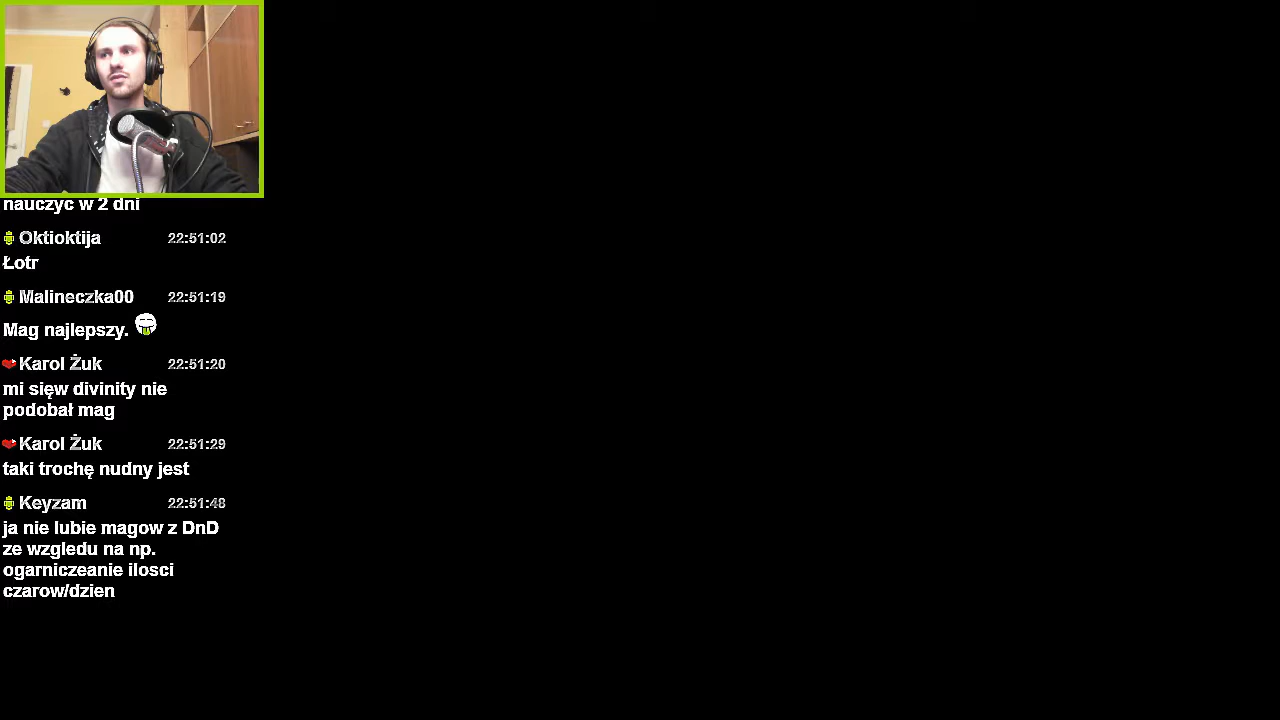 nauczyc w 2 dni
Oktioktija 22:51:02
Łotr
Malineczka00 22:51:19
Mag najlepszy.
Karol Żuk 22:51:20
mi sięw divinity nie
podobał mag
Karol Żuk 22:51:29
taki trochę nudny jest
Keyzam 22:51:48
ja nie lubie magow z DnD
ze wzgledu na np.
ogarniczeanie ilosci
czarow/dzien